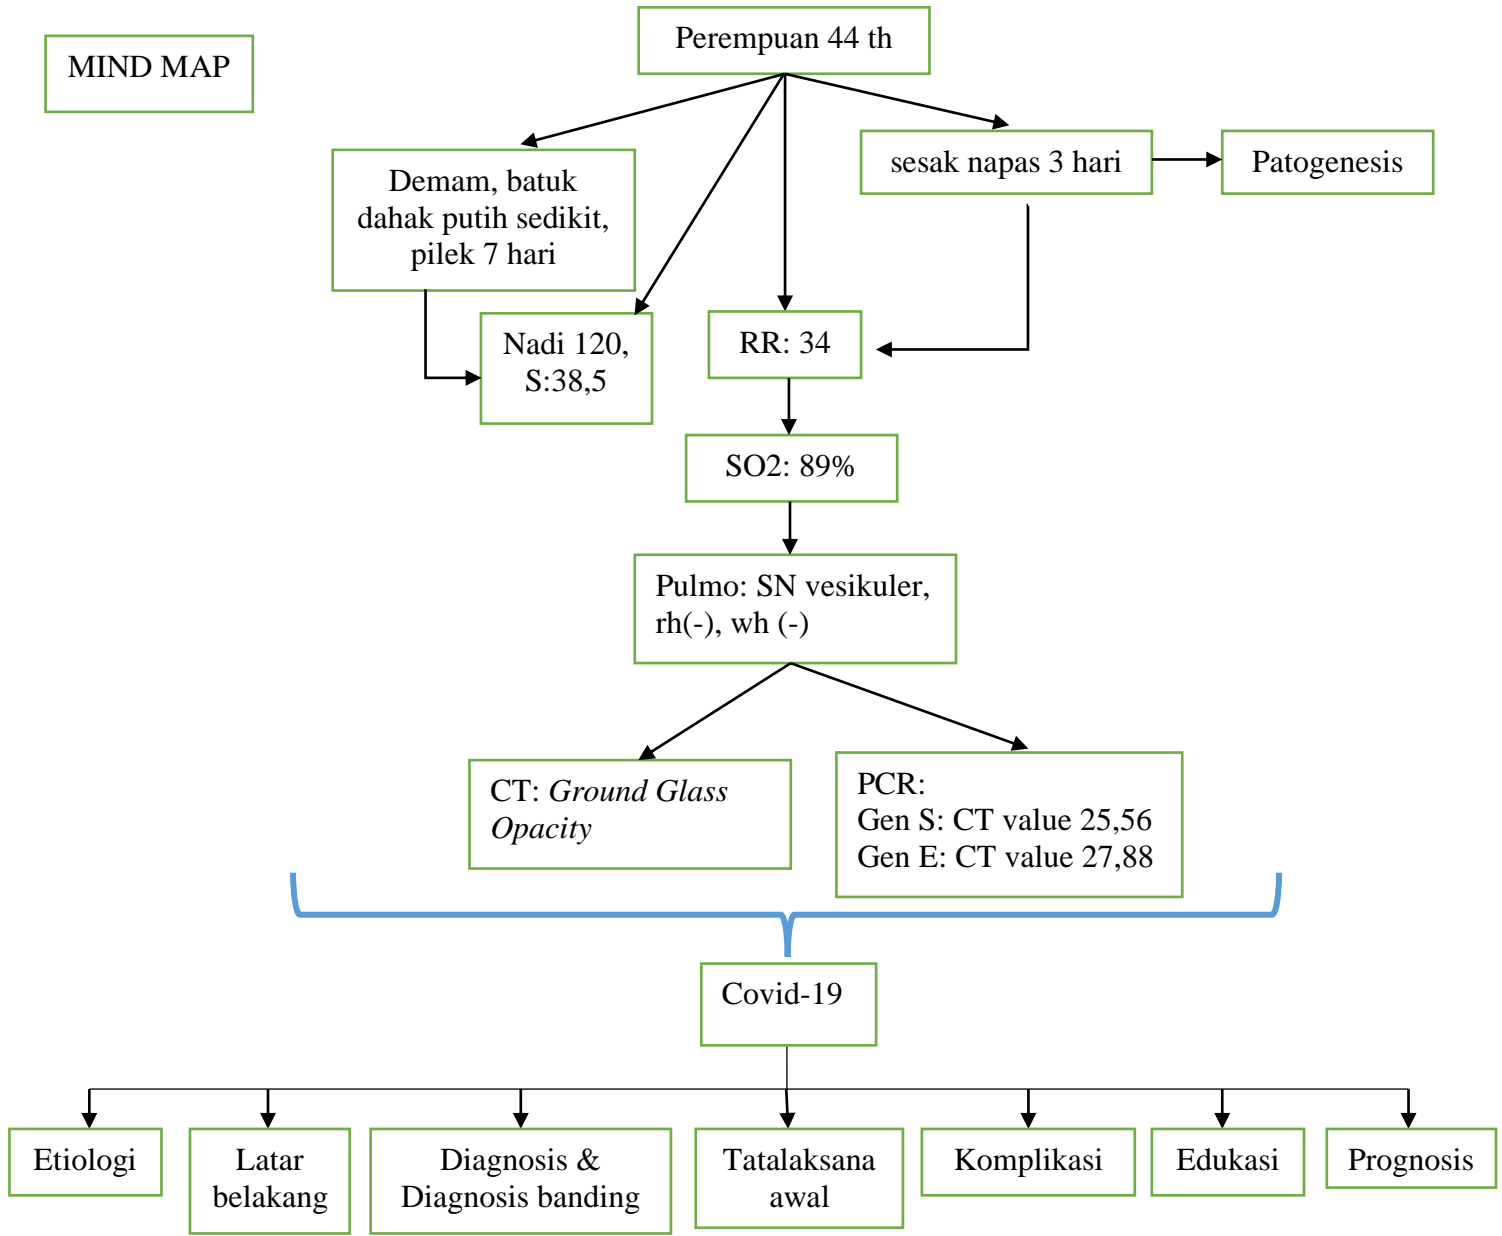 MIND MAP
Perempuan 44 th
Demam, batuk
dahak putih sedikit,
pilek 7 hari
sesak napas 3 hari
Patogenesis
Nadi 120,
S:38,5
RR: 34
SO2: 89%
Pulmo: SN vesikuler,
rh(-), wh (-)
CT: Ground Glass
Opacity
PCR:
Gen S: CT value 25,56
Gen E: CT value 27,88
Covid-19
Etiologi
Latar
belakang
Diagnosis &
Diagnosis banding
Tatalaksana
awal
Komplikasi
Edukasi
Prognosis